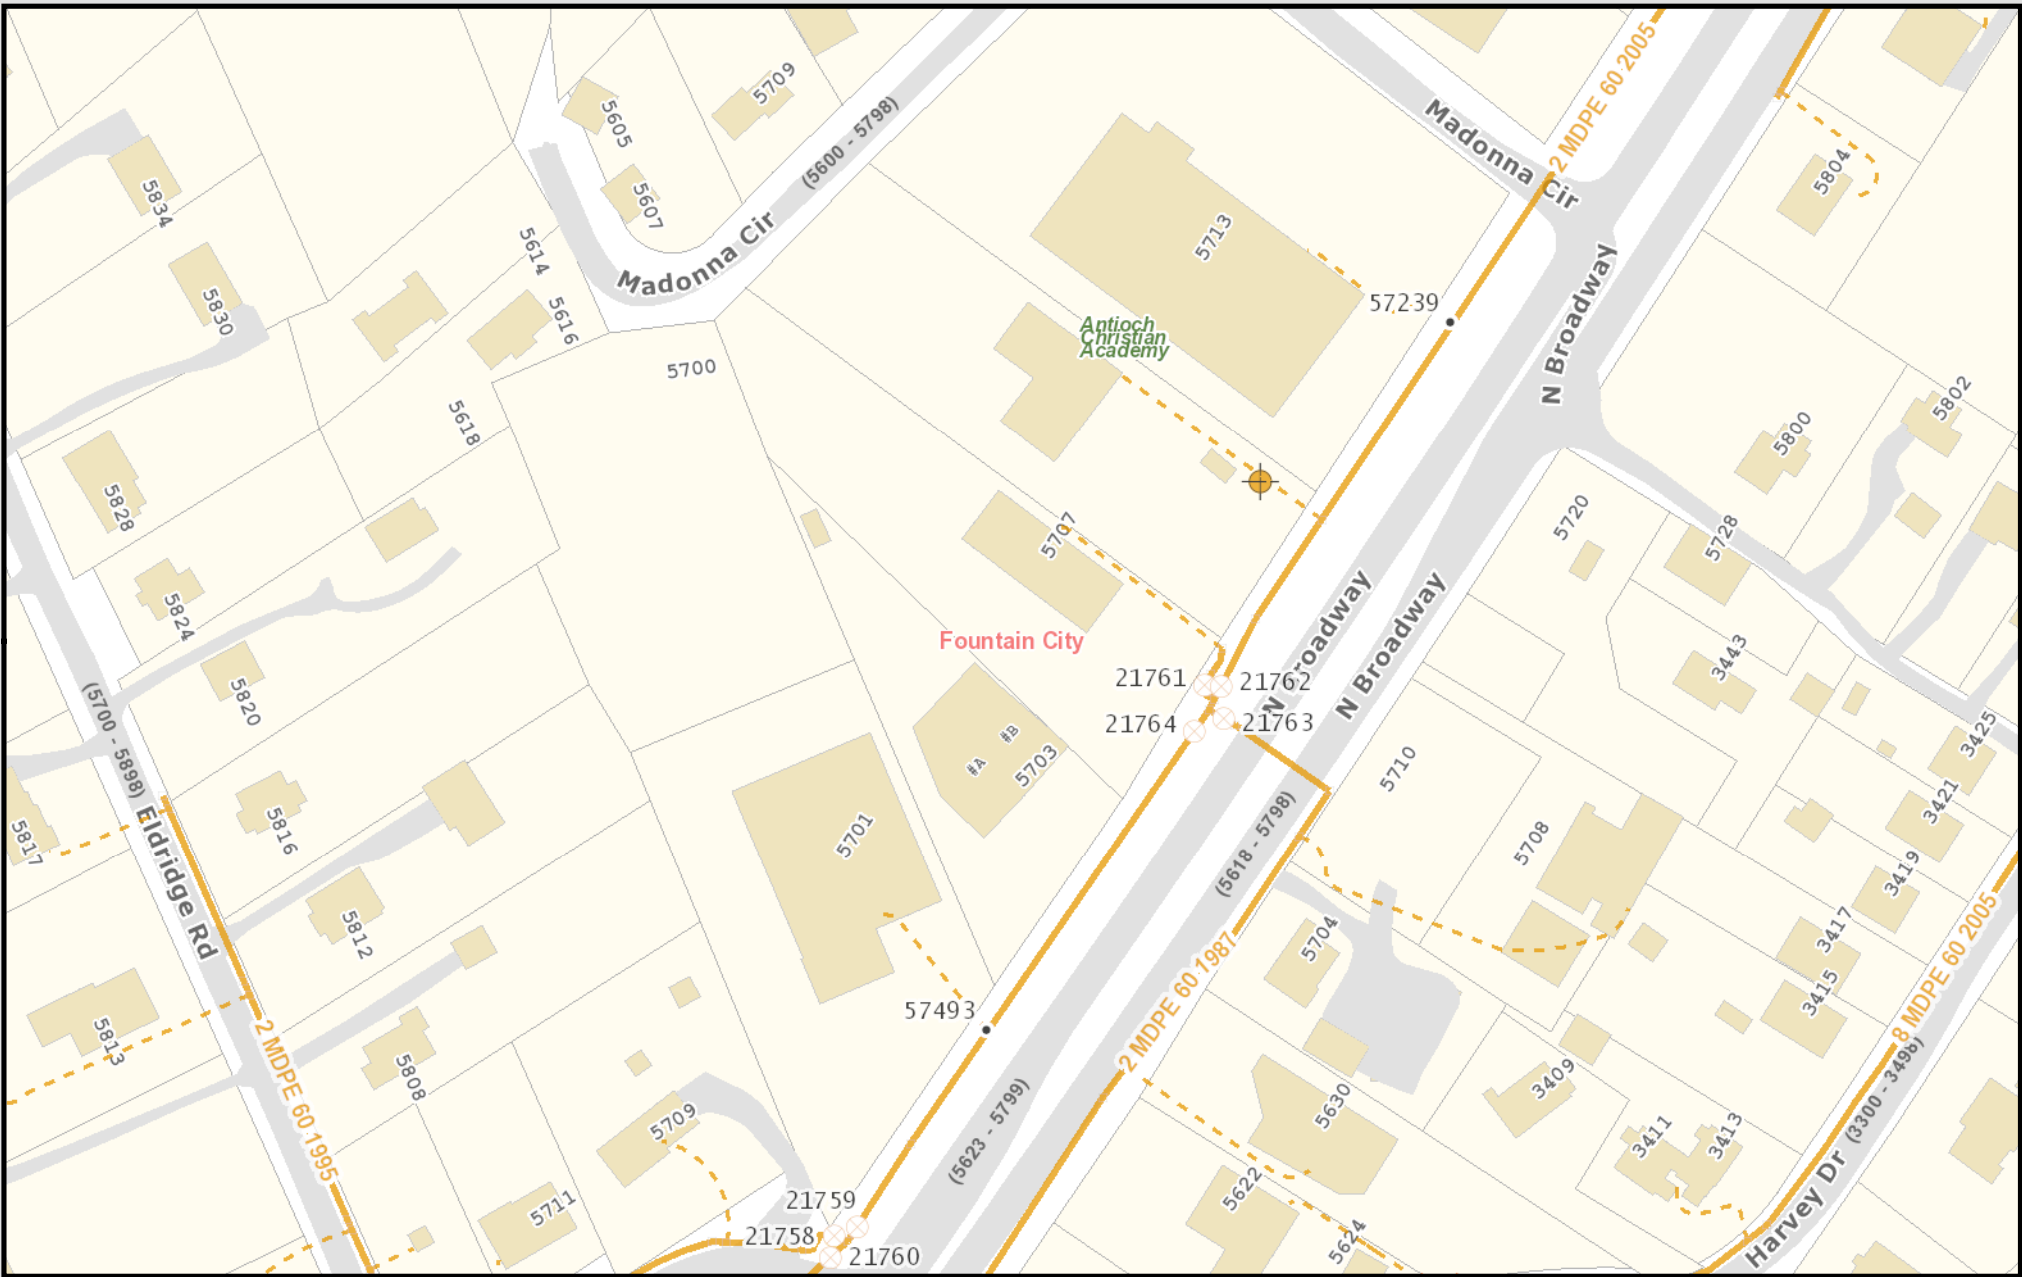 2 MDPE 60 2005
5709
5605
Madonna Cir
5804
(5600 - 5798)
5834
5607
5713
Madonna Cir
5614
N Broadway
57239
5830
5616
Antioch
Christian
Academy
5700
5802
5618
5800
5828
5720
5728
5707
5824
Fountain City
N Broadway
N Broadway
3443
21761
21762
5820
21764
21763
#B
#A
5703
5710
3425
(5700 - 5898)
Eldridge Rd
5816
5817
5701
(5618 - 5798)
5708
3421
3419
5812
5704
3417
3415
8 MDPE 60 2005
2 MDPE 60 1987
57493
5813
2 MDPE 60 1995
5808
5709
(5623 - 5799)
5630
3409
3411
3413
(3300 - 3498)
Harvey Dr
5711
21759
21758
21760
5622
5624